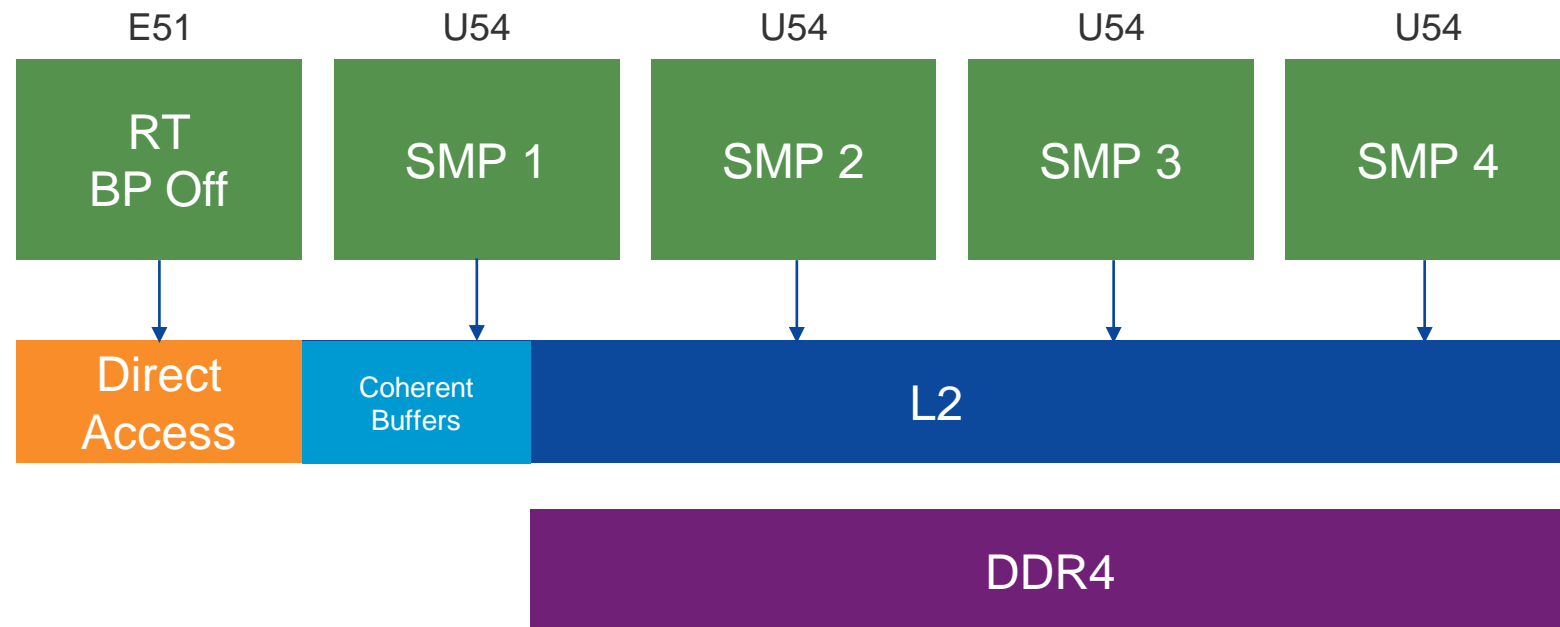 E51
U54
U54
U54
U54
RT
BP Off
SMP 1
SMP 2
SMP 3
SMP 4
Direct
Access
Coherent
Buffers
L2
DDR4